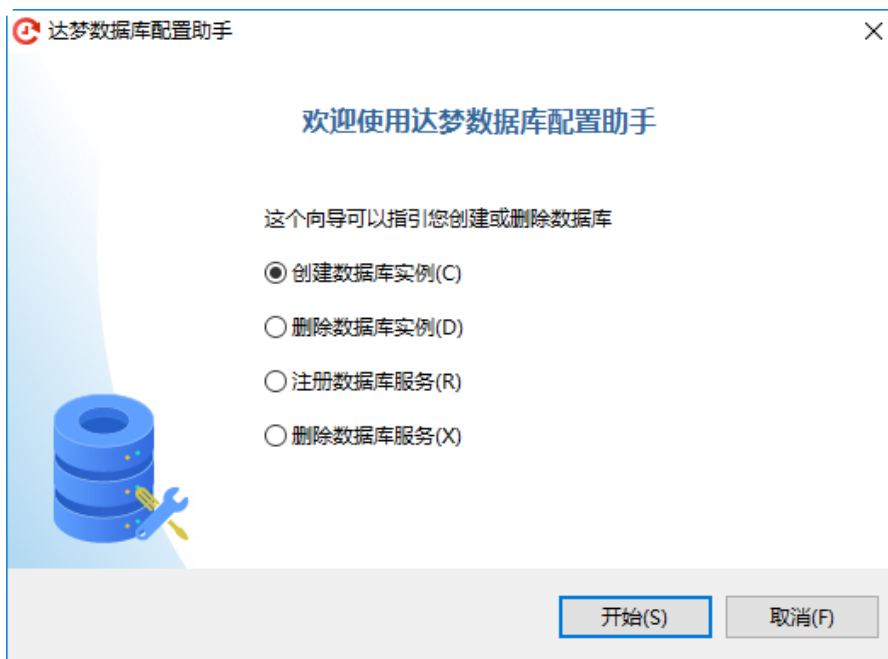 达梦数据库配置助手
欢迎使用达梦数据库配置助手
这个向导可以指引您创建或删除数据库
创建数据库实例(C)
删除数据库实例(D)
注册数据库服务(R)
删除数据库服务(X)
开始(S)
取消(F)